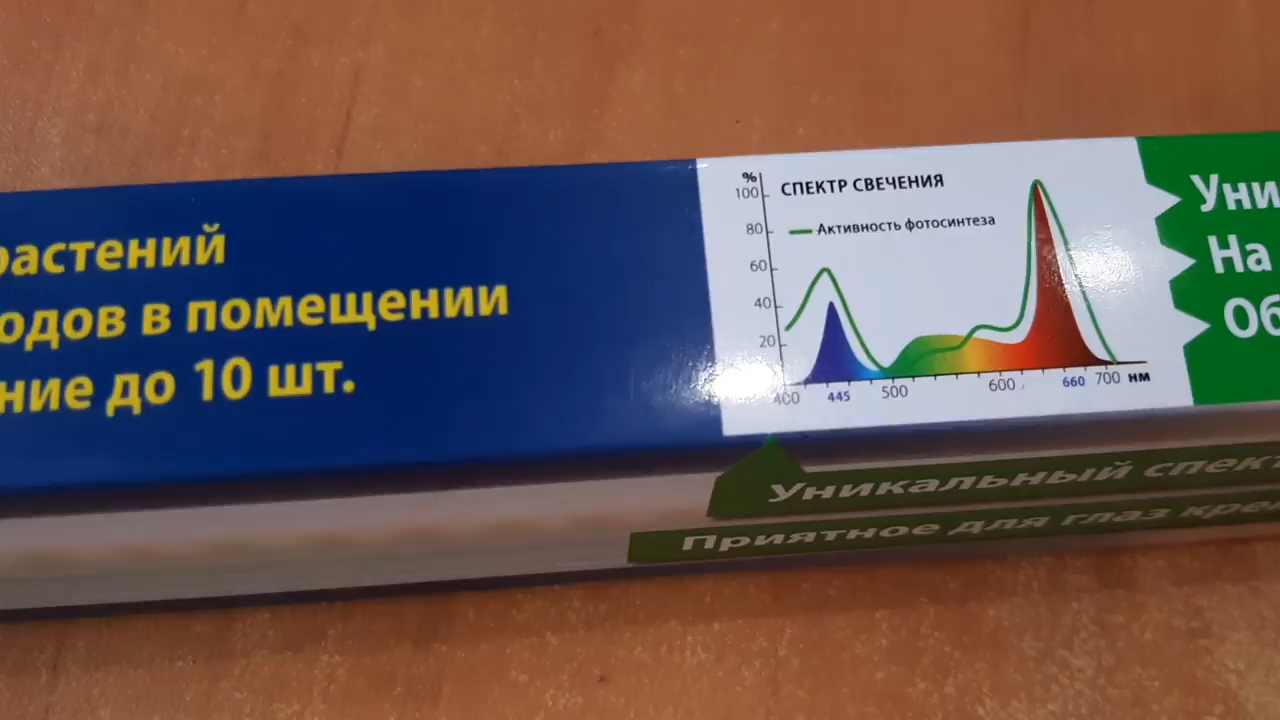 растений
одов в помещении
ние до 10 шт.
%
100
80
60
40
20
СПЕКТР СВЕЧЕНИЯ
Активность фотосинтеза
400 445 500 600 660 700 нм
Уни
На
Об
Уникальный спект
Приятное для глаз кре